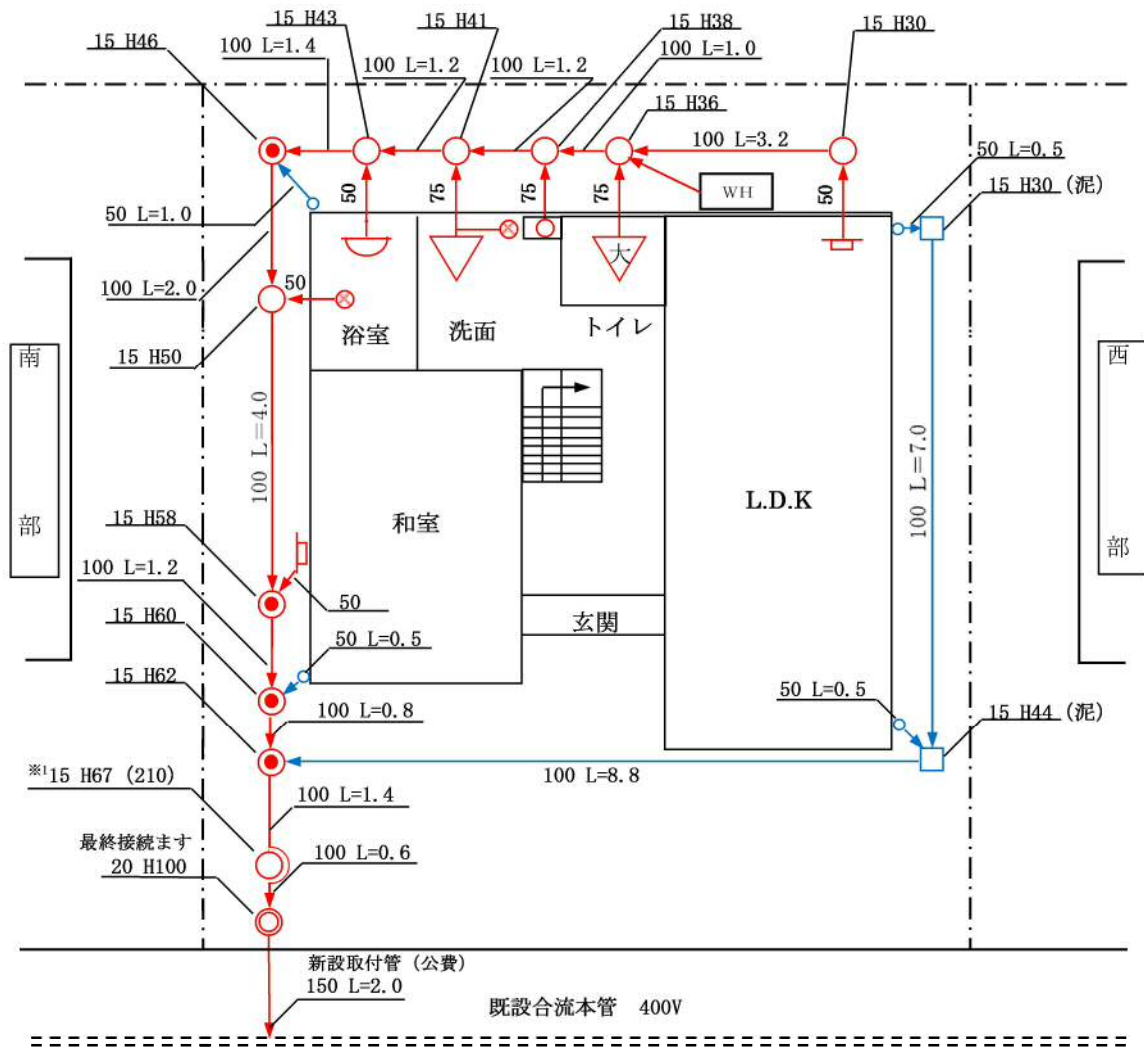 15 H43
15 H41
15 H38
15 H30
15 H46
100 L=1.4
100 L=1.2
100 L=1.2
100 L=1.0
15 H36
100 L=3.2
50 L=0.5
15 H30 (泥)
WH
50
75
75
75
50
50 L=1.0
100 L=2.0
50
大
浴室
洗面
トイレ
15 H50
南部
西部
100 L=4.0
100 L=7.0
和室
L.D.K
15 H58
100 L=1.2
50
15 H60
玄関
50 L=0.5
15 H62
50 L=0.5
100 L=0.8
15 H44 (泥)
※1 15 H67 (210)
100 L=8.8
100 L=1.4
最終接続ます
20 H100
100 L=0.6
新設取付管 (公費)
150 L=2.0
既設合流本管 400V